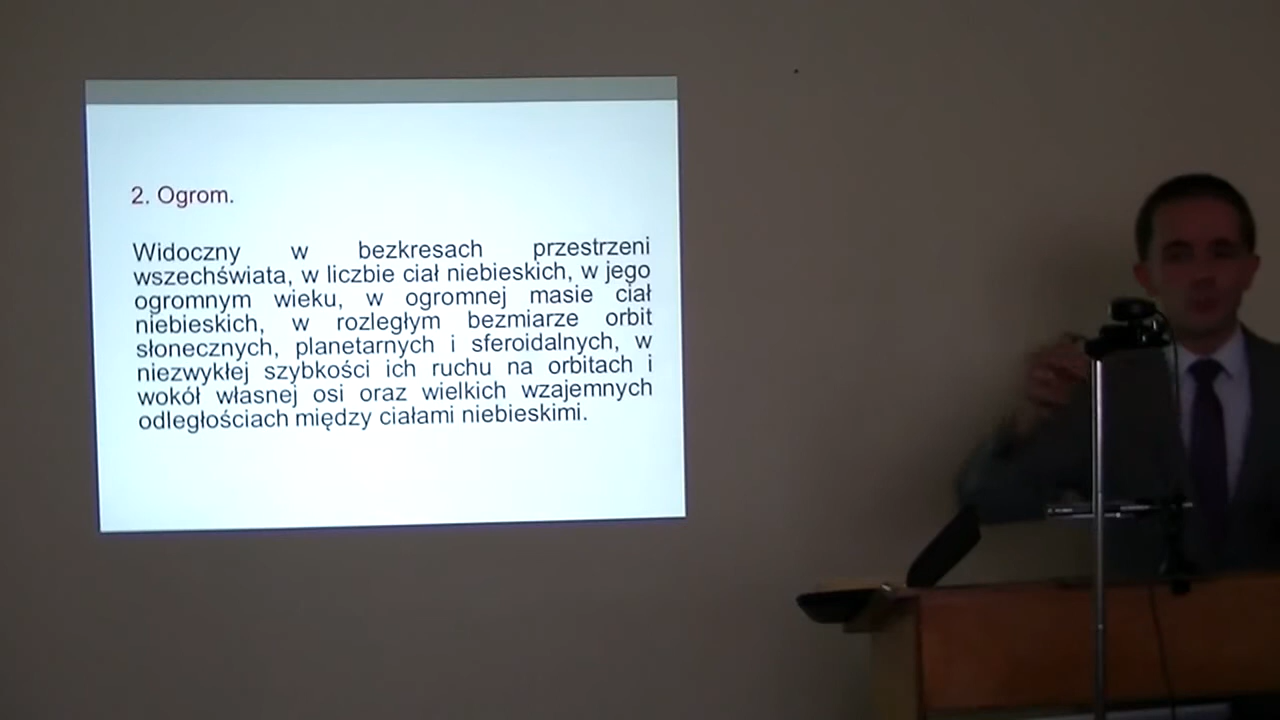 2. Ogrom.
Widoczny w bezkresach przestrzeni
wszechświata, w liczbie ciał niebieskich, w jego
ogromnym wieku, w ogromnej masie ciał
niebieskich, w rozległym bezmiarze orbit
słonecznych, planetarnych i sferoidalnych, w
niezwykłej szybkości ich ruchu na orbitach i
wokół własnej osi oraz wielkich wzajemnych
odległościach między ciałami niebieskimi.